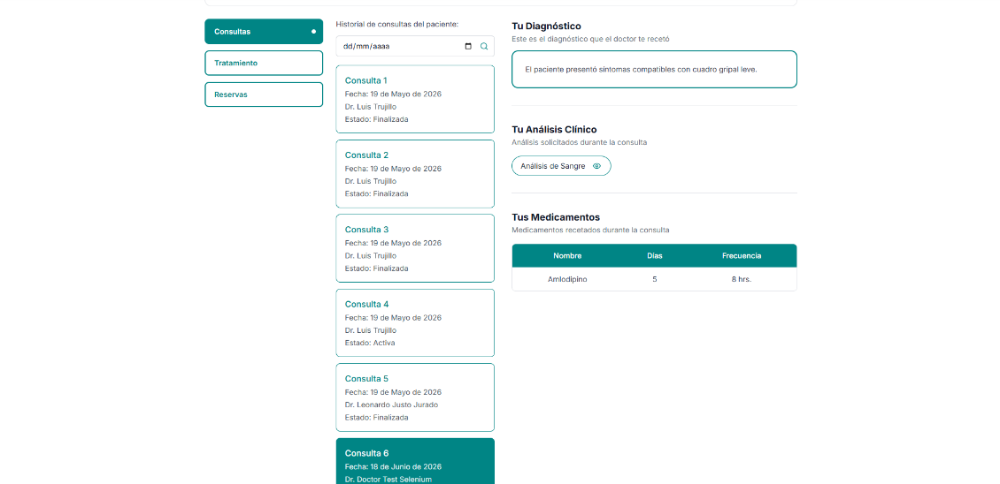 Consultas
Tratamiento
Reservas
Historial de consultas del paciente:
dd/mm/aaaa
Consulta 1
Fecha: 19 de Mayo de 2026
Dr. Luis Trujillo
Estado: Finalizada
Consulta 2
Fecha: 19 de Mayo de 2026
Dr. Luis Trujillo
Estado: Finalizada
Consulta 3
Fecha: 19 de Mayo de 2026
Dr. Luis Trujillo
Estado: Finalizada
Consulta 4
Fecha: 19 de Mayo de 2026
Dr. Luis Trujillo
Estado: Activa
Consulta 5
Fecha: 19 de Mayo de 2026
Dr. Leonardo Justo Jurado
Estado: Finalizada
Consulta 6
Fecha: 18 de Junio de 2026
Dr. Doctor Test Selenium
Tu Diagnóstico
Este es el diagnóstico que el doctor te recetó
El paciente presentó síntomas compatibles con cuadro gripal leve.
Tu Análisis Clínico
Análisis solicitados durante la consulta
Análisis de Sangre
Tus Medicamentos
Medicamentos recetados durante la consulta
Nombre Días Frecuencia
Amlodipino 5 8 hrs.